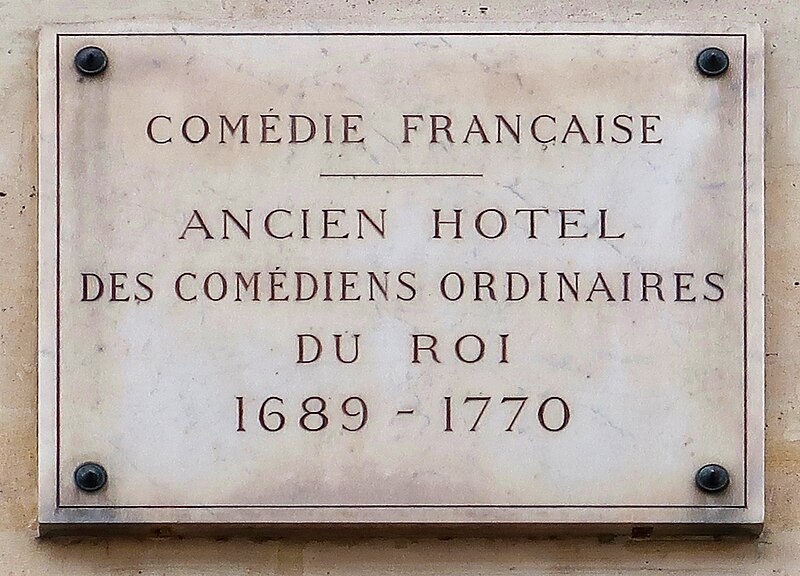 COMÉDIE FRANÇAISE
ANCIEN HOTEL
DES COMÉDIENS ORDINAIRES
DU ROI
1689 - 1770